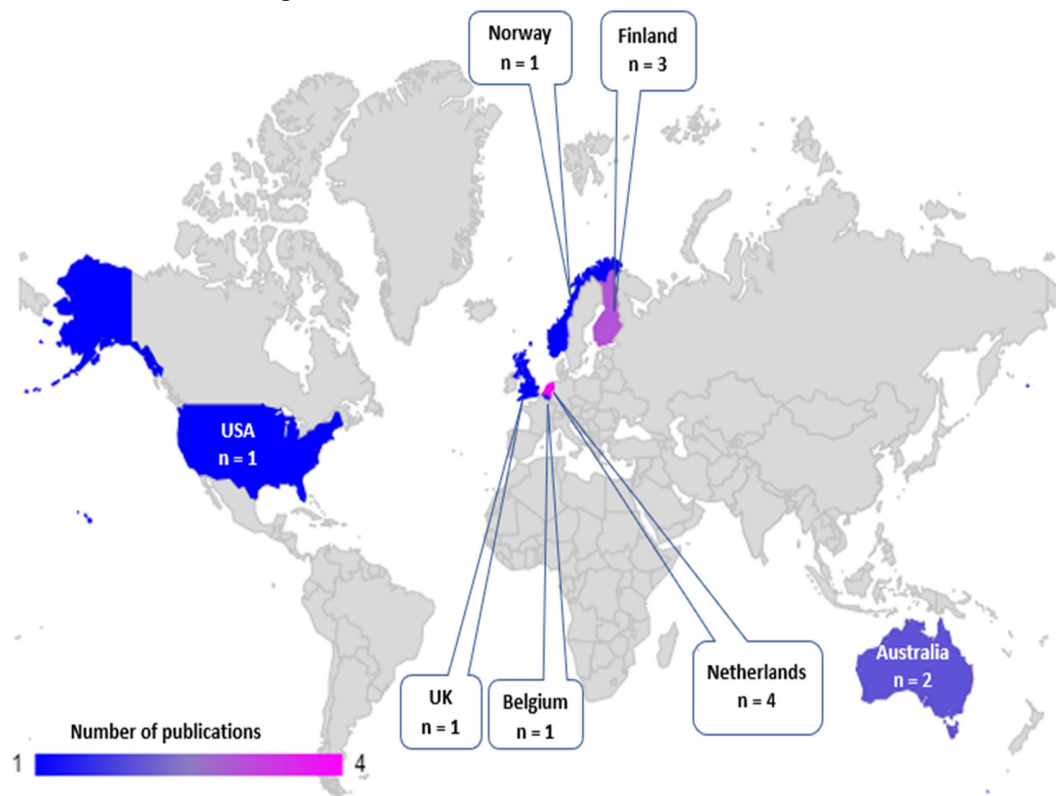 Norway
n = 1
Finland
n = 3
USA
n = 1
Australia
n = 2
Netherlands
n = 4
UK
n = 1
Belgium
n = 1
Number of publications
1
4